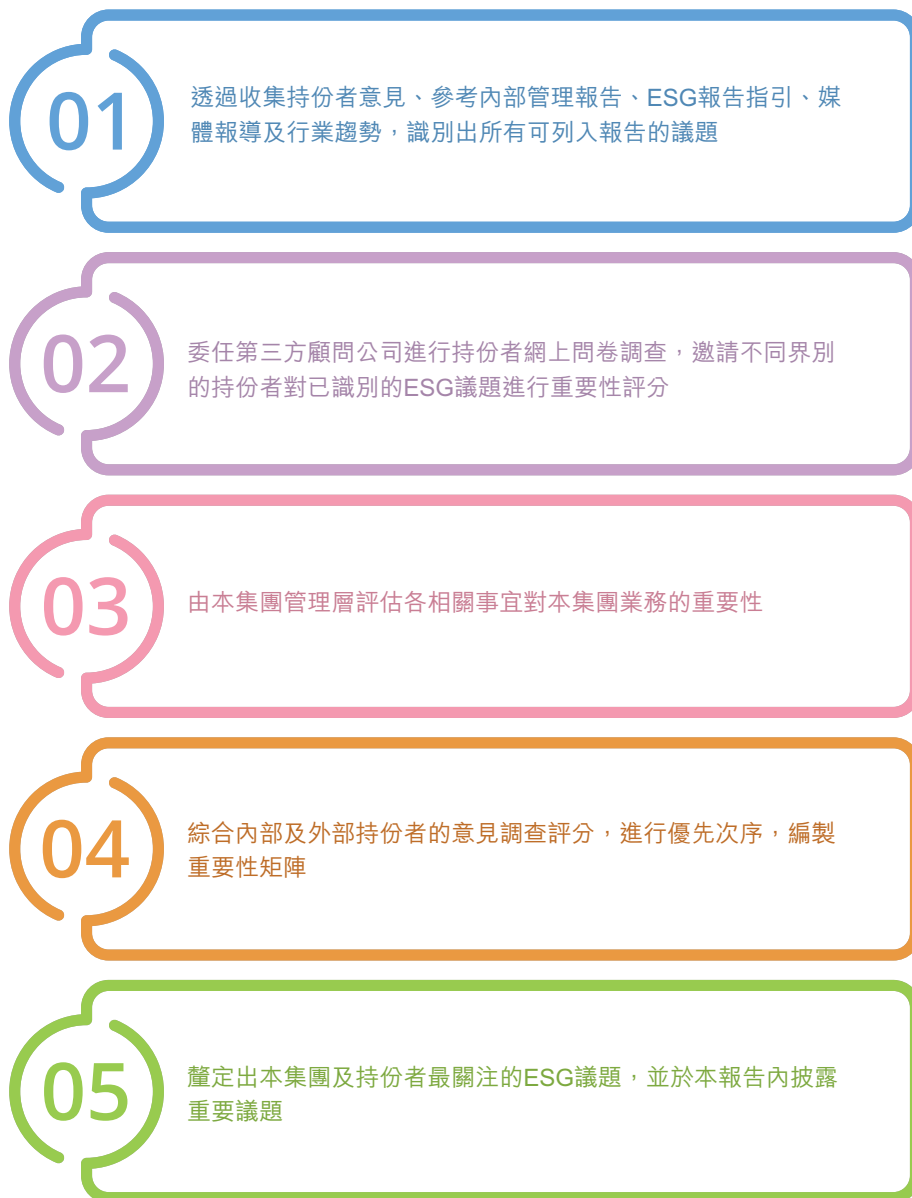 01
透過收集持份者意見、參考內部管理報告、ESG報告指引、媒
體報導及行業趨勢，識別出所有可列入報告的議題
02
委任第三方顧問公司進行持份者網上問卷調查，邀請不同界別
的持份者對已識別的ESG議題進行重要性評分
03
由本集團管理層評估各相關事宜對本集團業務的重要性
04
綜合內部及外部持份者的意見調查評分，進行優先次序，編製
重要性矩陣
05
釐定出本集團及持份者最關注的ESG議題，並於本報告內披露
重要議題